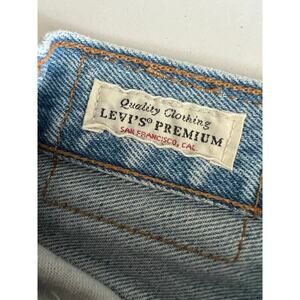 Quality Clothing
LEVI'S® PREMIUM
SAN FRANCISCO, CAL.